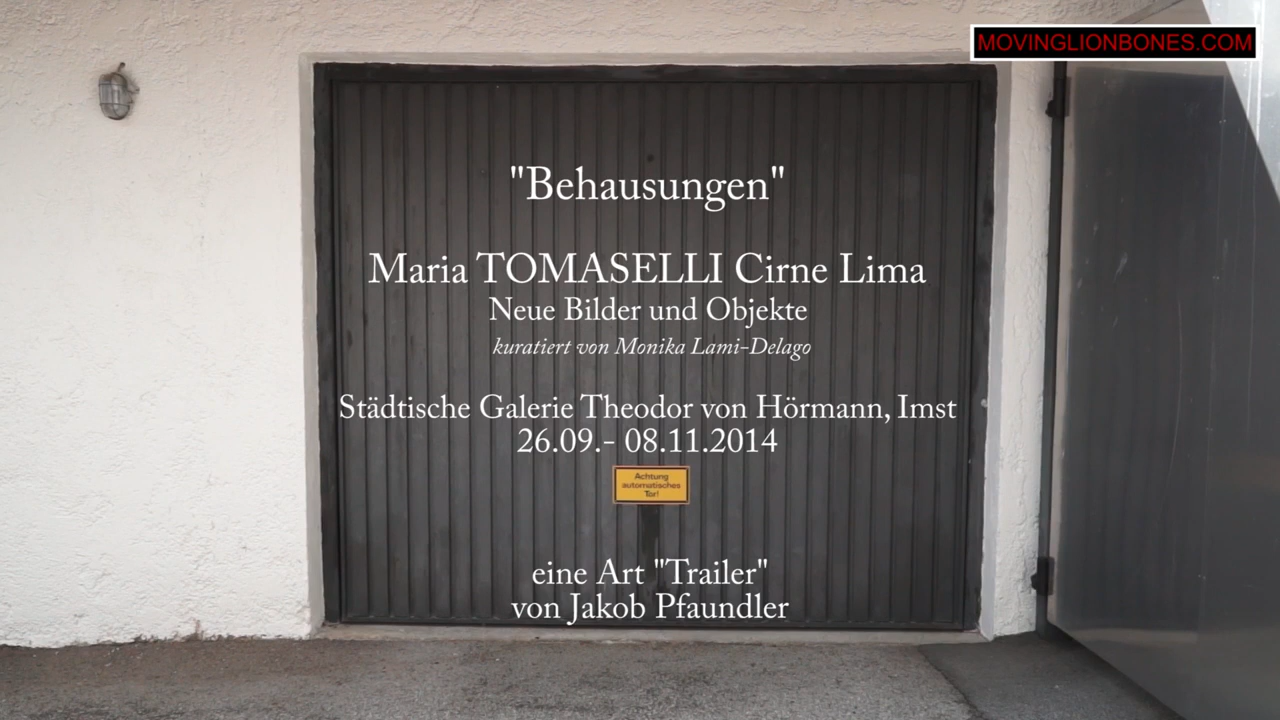 MOVINGLIONBONES.COM
"Behausungen"
Maria TOMASELLI Cirne Lima
Neue Bilder und Objekte
kuratiert von Monika Lami-Delago
Städtische Galerie Theodor von Hörmann, Imst
26.09.- 08.11.2014
Achtung
automatisches
Tor!
eine Art "Trailer"
von Jakob Pfaundler